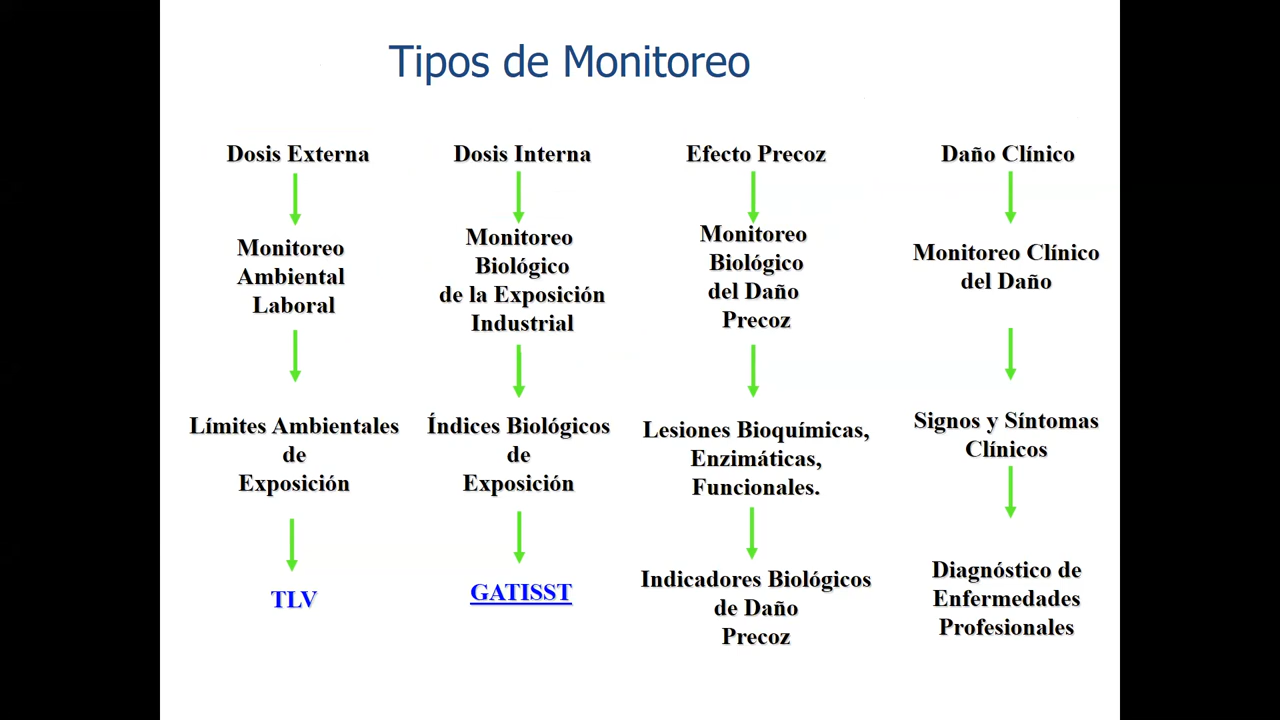 Tipos de Monitoreo
Dosis Externa
Monitoreo
Ambiental
Laboral
Límites Ambientales
de
Exposición
TLV
Dosis Interna
Monitoreo
Biológico
de la Exposición
Industrial
Índices Biológicos
de
Exposición
GATISST
Efecto Precoz
Monitoreo
Biológico
del Daño
Precoz
Lesiones Bioquímicas,
Enzimáticas,
Funcionales.
Indicadores Biológicos
de Daño
Precoz
Daño Clínico
Monitoreo Clínico
del Daño
Signos y Síntomas
Clínicos
Diagnóstico de
Enfermedades
Profesionales